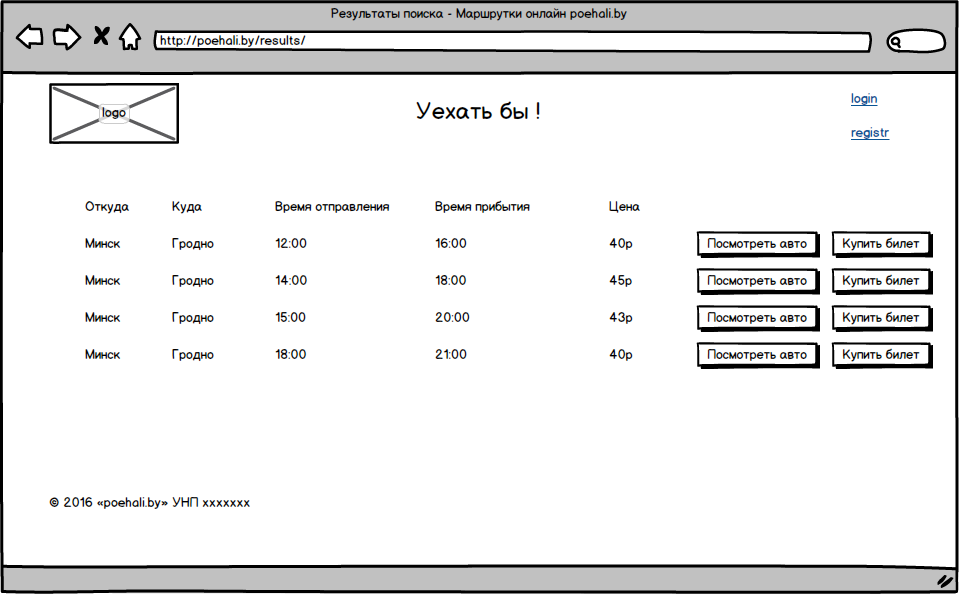 Результаты поиска - Маршрутки онлайн poehali.by
http://poehali.by/results/
logo
Уехать бы !
login
registr
Откуда Куда Время отправления Время прибытия Цена
Минск Гродно 12:00 16:00 40р Посмотреть авто Купить билет
Минск Гродно 14:00 18:00 45р Посмотреть авто Купить билет
Минск Гродно 15:00 20:00 43р Посмотреть авто Купить билет
Минск Гродно 18:00 21:00 40р Посмотреть авто Купить билет
© 2016 «poehali.by» УНП xxxxxxx